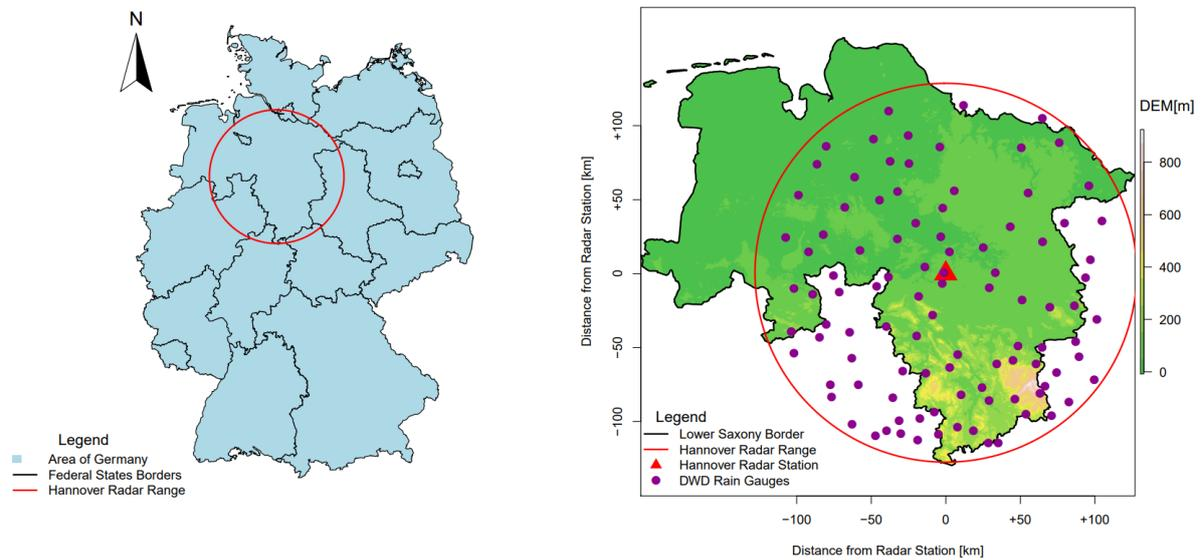 N
Legend
Area of Germany
Federal States Borders
Hannover Radar Range
Distance from Radar Station [km]
+100
+50
0
−50
−100
Legend
Lower Saxony Border
Hannover Radar Range
Hannover Radar Station
DWD Rain Gauges
−100 −50 0 +50 +100
Distance from Radar Station [km]
DEM[m]
800
600
400
200
0